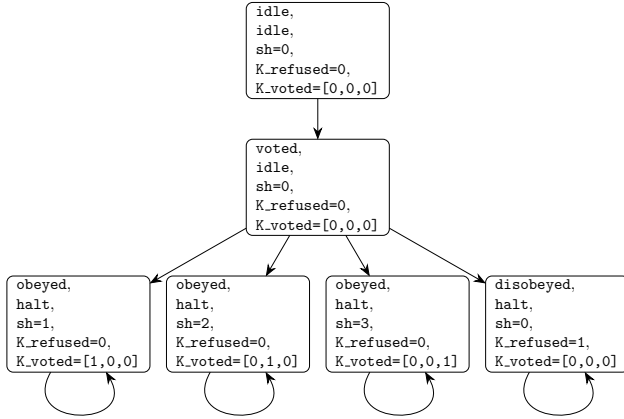 idle,
idle,
sh=0,
K_refused=0,
K_voted=[0,0,0]
voted,
idle,
sh=0,
K_refused=0,
K_voted=[0,0,0]
obeyed,
halt,
sh=1,
K_refused=0,
K_voted=[1,0,0]
obeyed,
halt,
sh=2,
K_refused=0,
K_voted=[0,1,0]
obeyed,
halt,
sh=3,
K_refused=0,
K_voted=[0,0,1]
disobeyed,
halt,
sh=0,
K_refused=1,
K_voted=[0,0,0]